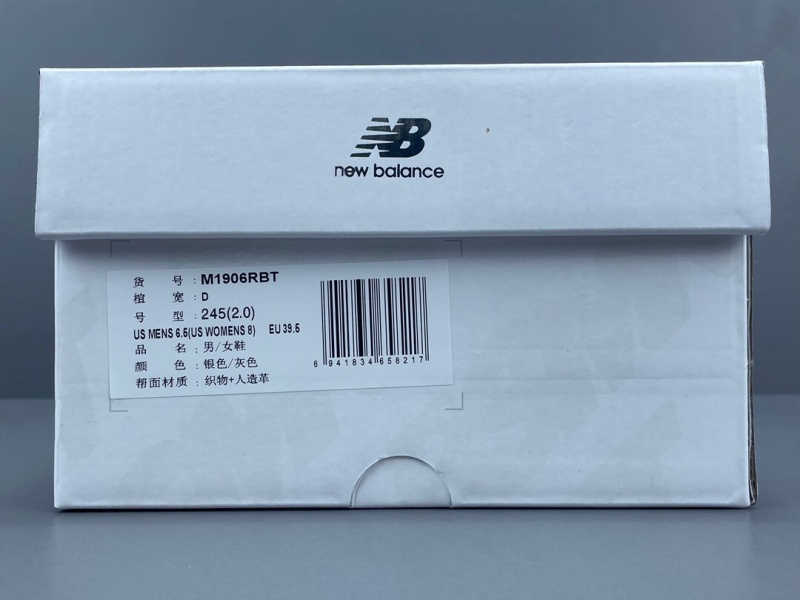 NB
new balance
货 号 : M1906RBT
楦 宽 : D
号 型 : 245(2.0)
US MENS 6.5(US WOMENS 8) EU 39.5
品 名 : 男/女鞋
颜 色 : 银色/灰色
帮面材质 : 织物+人造革
6 941834 658217